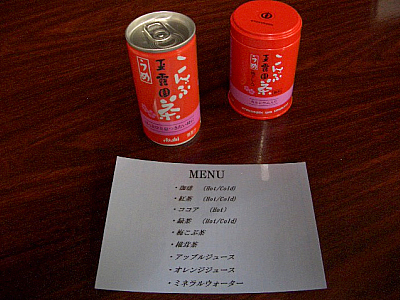 こんぶ茶
玉露園
うめ
Asahi
こんぶ茶
玉露園
うめ
MENU
・珈琲 (Hot/Cold)
・紅茶 (Hot/Cold)
・ココア (Hot)
・緑茶 (Hot/Cold)
・梅こぶ茶
・椎茸茶
・アップルジュース
・オレンジジュース
・ミネラルウォーター